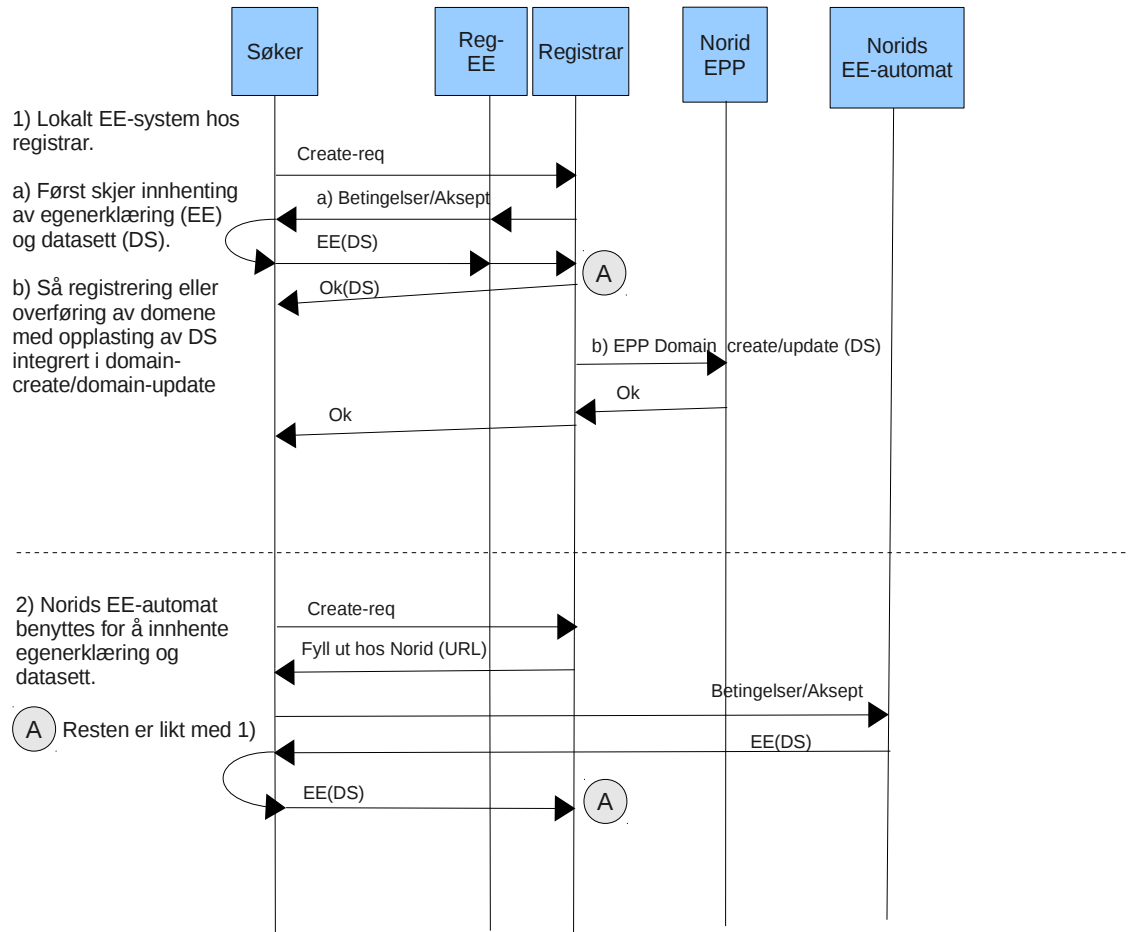 Søker
Reg-
EE
Registrar
Norid
EPP
Norids
EE-automat
1) Lokalt EE-system hos
registrar.
a) Først skjer innhenting
av egenerklæring (EE)
og datasett (DS).
b) Så registrering eller
overføring av domene
med opplasting av DS
integrert i domain-
create/domain-update
Create-req
a) Betingelser/Aksept
EE(DS)
A
Ok(DS)
b) EPP Domain create/update (DS)
Ok
Ok
2) Norids EE-automat
benyttes for å innhente
egenerklæring og
datasett.
A Resten er likt med 1)
Create-req
Fyll ut hos Norid (URL)
Betingelser/Aksept
EE(DS)
EE(DS)
A